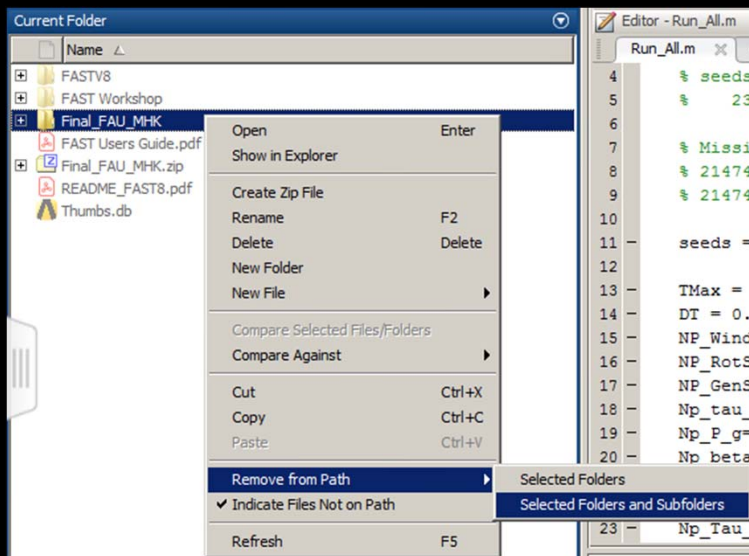 Current Folder
Name
FASTV8
FAST Workshop
Final_FAU_MHK
FAST Users Guide.pdf
Final_FAU_MHK.zip
README_FAST8.pdf
Thumbs.db
Open Enter
Show in Explorer
Create Zip File
Rename F2
Delete Delete
New Folder
New File
Compare Selected Files/Folders
Compare Against
Cut Ctrl+X
Copy Ctrl+C
Paste Ctrl+V
Remove from Path
✔ Indicate Files Not on Path
Refresh F5
Selected Folders
Selected Folders and Subfolders
Editor - Run_All.m
Run_All.m
4 % seeds
5 % 23
6
7 % Missi
8 % 21474
9 % 21474
10
11 - seeds =
12
13 - TMax =
14 - DT = 0.
15 - NP_Wind
16 - NP_RotS
17 - NP_GenS
18 - Np_tau_
19 - Np_P_g=
20 - Np_beta
23 - Np_Tau_